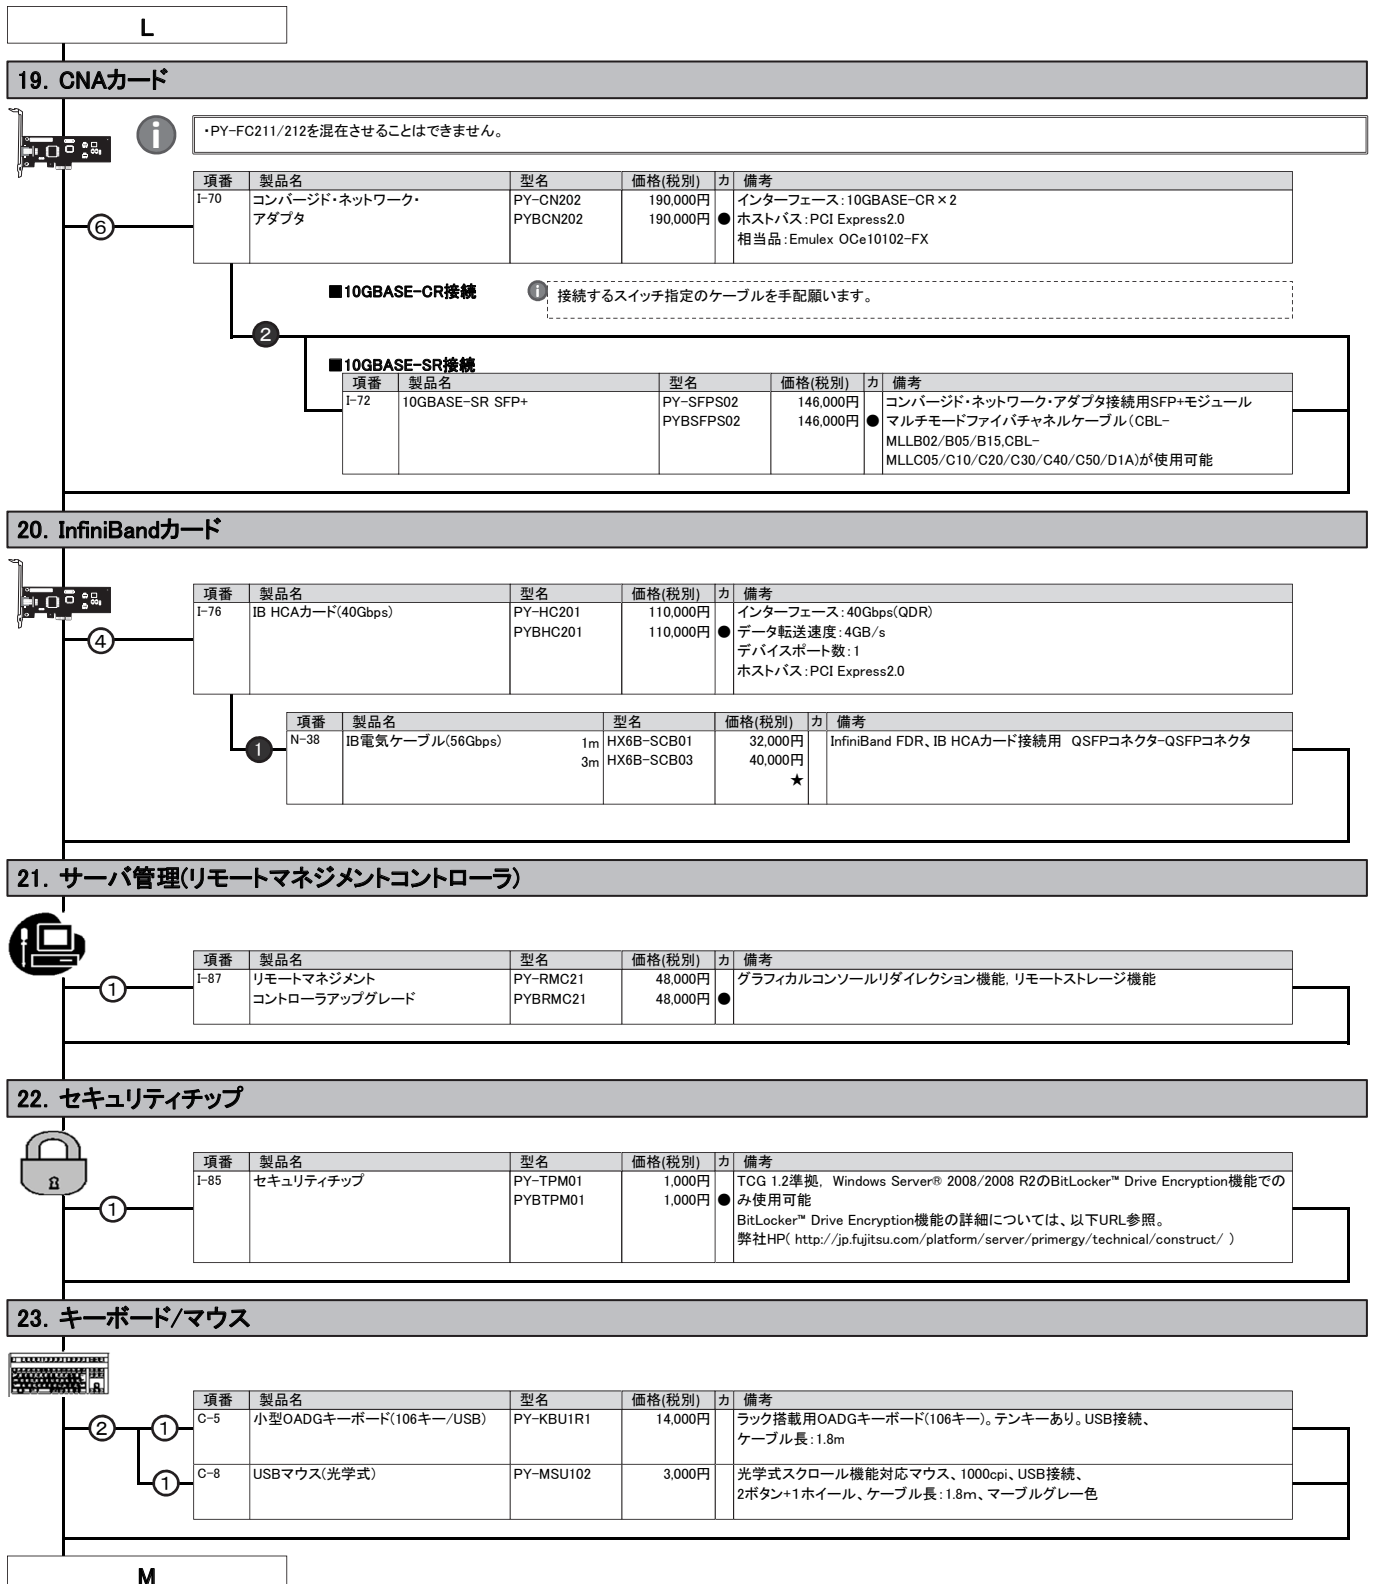 L
19. CNAカード
・PY-FC211/212を混在させることはできません。
項番 製品名 型名 価格(税別) カ 備考
I-70 コンバージド・ネットワーク・ PY-CN202 190,000円 インターフェース：10GBASE-CR×2
アダプタ PYBCN202 190,000円 ● ホストバス：PCI Express2.0
相当品：Emulex OCe10102-FX
⑥
■10GBASE-CR接続
接続するスイッチ指定のケーブルを手配願います。
❷
■10GBASE-SR接続
項番 製品名 型名 価格(税別) カ 備考
I-72 10GBASE-SR SFP+ PY-SFPS02 146,000円 コンバージド・ネットワーク・アダプタ接続用SFP+モジュール
PYBSFPS02 146,000円 ● マルチモードファイバチャネルケーブル（CBL-
MLLB02/B05/B15,CBL-
MLLC05/C10/C20/C30/C40/C50/D1A)が使用可能
20. InfiniBandカード
項番 製品名 型名 価格(税別) カ 備考
I-76 IB HCAカード(40Gbps) PY-HC201 110,000円 インターフェース：40Gbps(QDR)
PYBHC201 110,000円 ● データ転送速度：4GB/s
④
デバイスポート数：1
ホストバス：PCI Express2.0
項番 製品名 型名 価格(税別) カ 備考
❶ N-38 IB電気ケーブル(56Gbps) 1m HX6B-SCB01 32,000円 InfiniBand FDR、IB HCAカード接続用 QSFPコネクタ-QSFPコネクタ
3m HX6B-SCB03 40,000円
★
21. サーバ管理(リモートマネジメントコントローラ)
項番 製品名 型名 価格(税別) カ 備考
I-87 リモートマネジメント PY-RMC21 48,000円 グラフィカルコンソールリダイレクション機能, リモートストレージ機能
① コントローラアップグレード PYBRMC21 48,000円 ●
22. セキュリティチップ
項番 製品名 型名 価格(税別) カ 備考
I-85 セキュリティチップ PY-TPM01 1,000円 TCG 1.2準拠, Windows Server® 2008/2008 R2のBitLocker™ Drive Encryption機能での
① PYBTPM01 1,000円 ● み使用可能
BitLocker™ Drive Encryption機能の詳細については、以下URL参照。
弊社HP( http://jp.fujitsu.com/platform/server/primergy/technical/construct/ )
23. キーボード/マウス
項番 製品名 型名 価格(税別) カ 備考
② ① C-5 小型OADGキーボード(106キー/USB) PY-KBU1R1 14,000円 ラック搭載用OADGキーボード(106キー)。テンキーあり。USB接続、
ケーブル長：1.8m
① C-8 USBマウス(光学式) PY-MSU102 3,000円 光学式スクロール機能対応マウス、1000cpi、USB接続、
2ボタン+1ホイール、ケーブル長：1.8m、マーブルグレー色
M